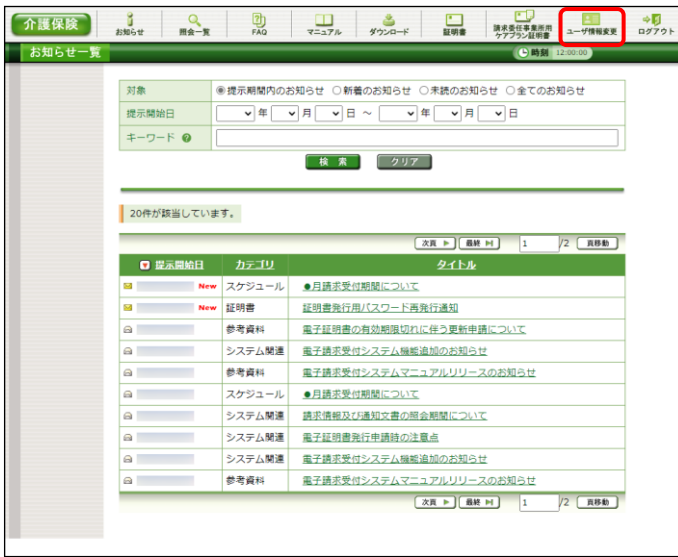 介護保険
お知らせ 照会一覧 FAQ マニュアル ダウンロード 証明書 請求委任事業所用 ケアプラン証明書 ユーザ情報変更 ログアウト
お知らせ一覧 時刻 12:00:00
対象 提示期間内のお知らせ 新着のお知らせ 未読のお知らせ 全てのお知らせ
提示開始日 年 月 日 ～ 年 月 日
キーワード ?
検 索 クリア
20件が該当しています。
次頁 最終 1 /2 頁移動
提示開始日 カテゴリ タイトル
New スケジュール ●月請求受付期間について
New 証明書 証明書発行用パスワード再発行通知
参考資料 電子証明書の有効期限切れに伴う更新申請について
システム関連 電子請求受付システム機能追加のお知らせ
参考資料 電子請求受付システムマニュアルリリースのお知らせ
スケジュール ●月請求受付期間について
システム関連 請求情報及び通知文書の照会期間について
システム関連 電子証明書発行申請時の注意点
システム関連 電子請求受付システム機能追加のお知らせ
参考資料 電子請求受付システムマニュアルリリースのお知らせ
次頁 最終 1 /2 頁移動